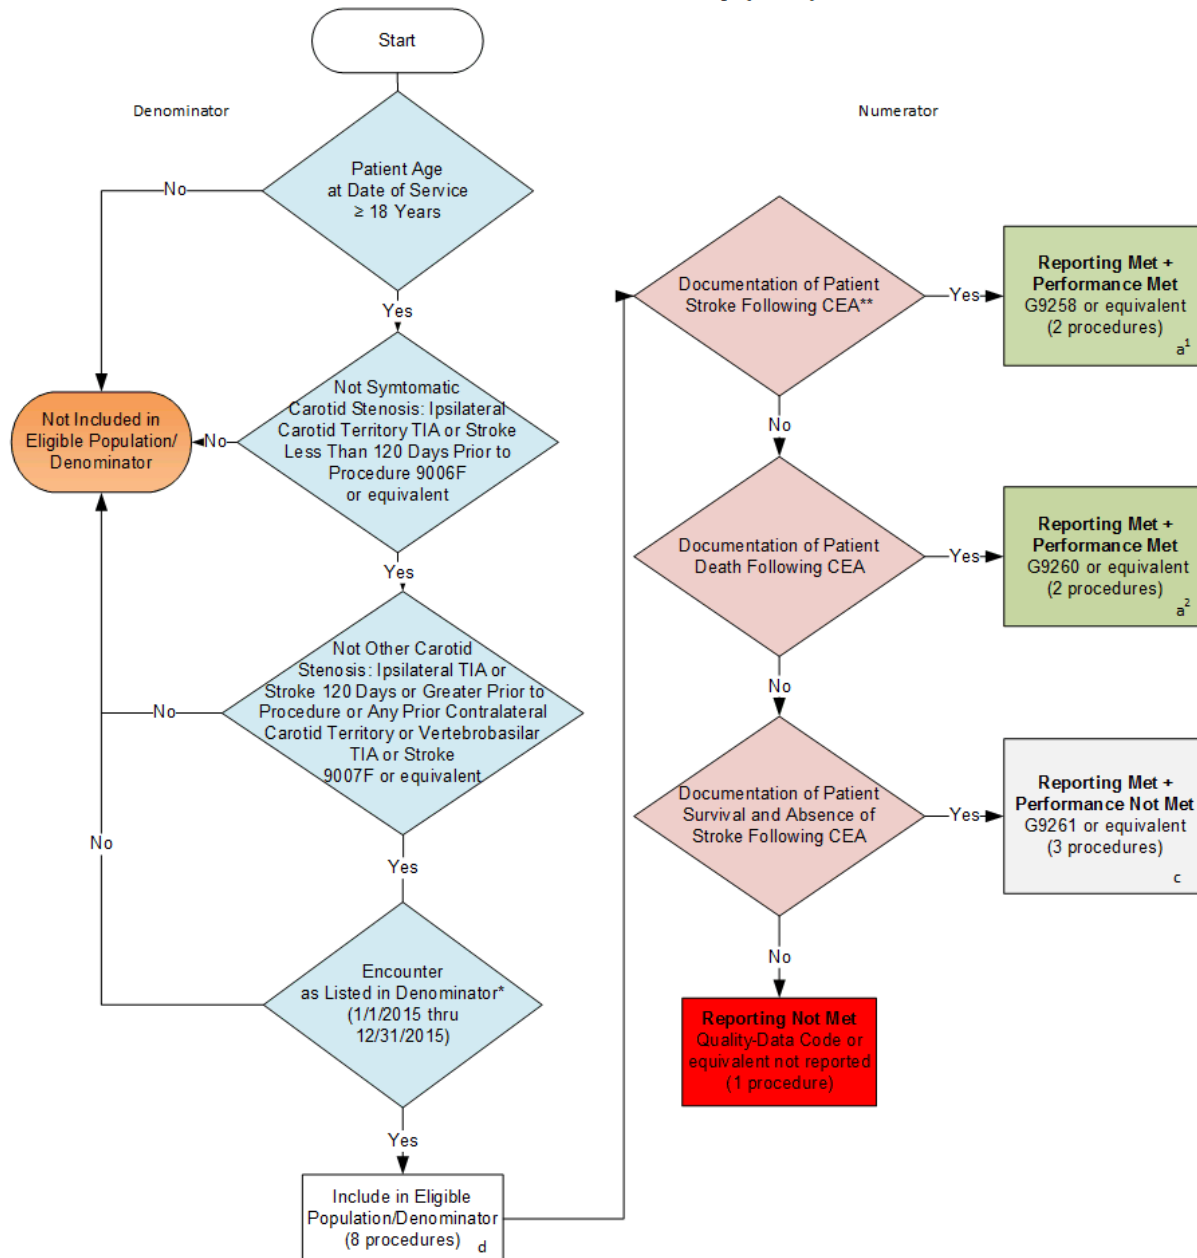 Start
Denominator
Numerator
Patient Age
at Date of Service
≥ 18 Years
No
Yes
Not Symtomatic
Carotid Stenosis: Ipsilateral
Carotid Territory TIA or Stroke
Less Than 120 Days Prior to
Procedure 9006F
or equivalent
No
Not Included in
Eligible Population/
Denominator
Yes
Not Other Carotid
Stenosis: Ipsilateral TIA or
Stroke 120 Days or Greater Prior to
Procedure or Any Prior Contralateral
Carotid Territory or Vertebrobasilar
TIA or Stroke
9007F or equivalent
No
Yes
No
Encounter
as Listed in Denominator*
(1/1/2015 thru
12/31/2015)
Yes
Include in Eligible
Population/Denominator
(8 procedures) d
Documentation of Patient
Stroke Following CEA**
Yes
Reporting Met +
Performance Met
G9258 or equivalent
(2 procedures)
a1
No
Documentation of Patient
Death Following CEA
Yes
Reporting Met +
Performance Met
G9260 or equivalent
(2 procedures)
a2
No
Documentation of Patient
Survival and Absence of
Stroke Following CEA
Yes
Reporting Met +
Performance Not Met
G9261 or equivalent
(3 procedures)
c
No
Reporting Not Met
Quality-Data Code or
equivalent not reported
(1 procedure)